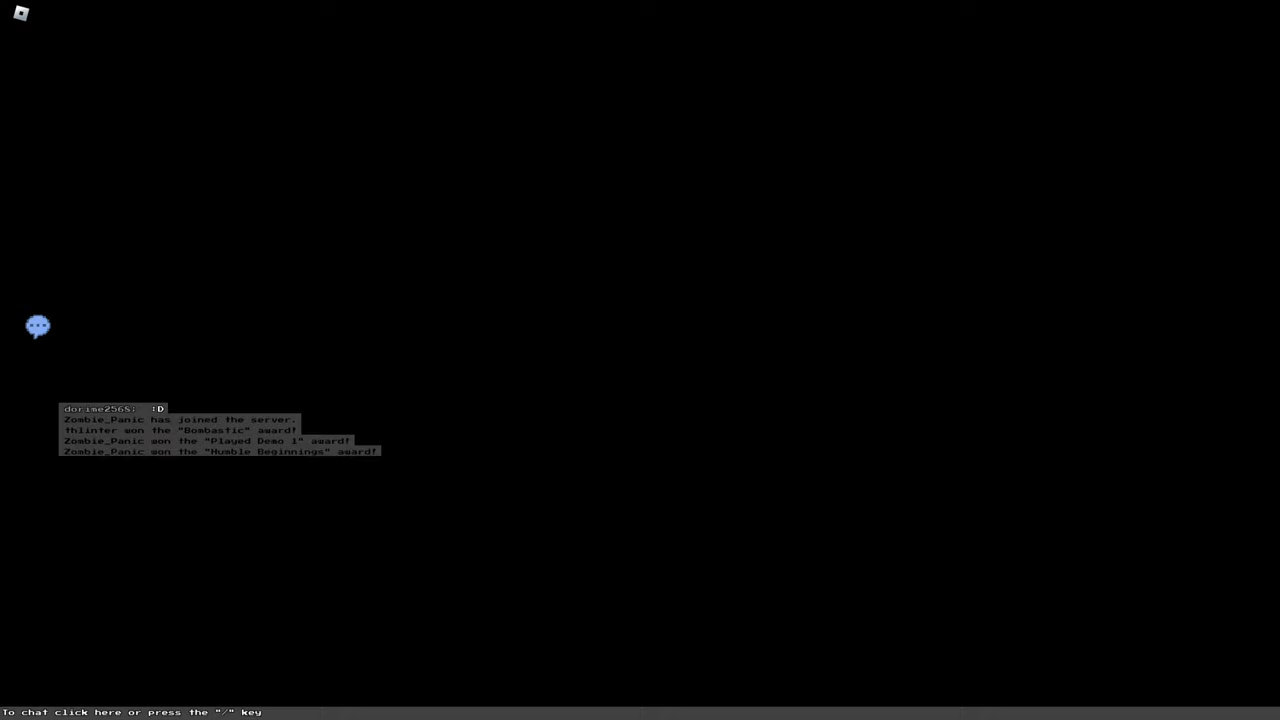 dorime256%: :D
Zombie_Panic has joined the server.
thlinter won the "Bombastic" award!
Zombie_Panic won the "Played Demo 1" award!
Zombie_Panic won the "Humble Beginnings" award!
To chat click here or press the "/" key